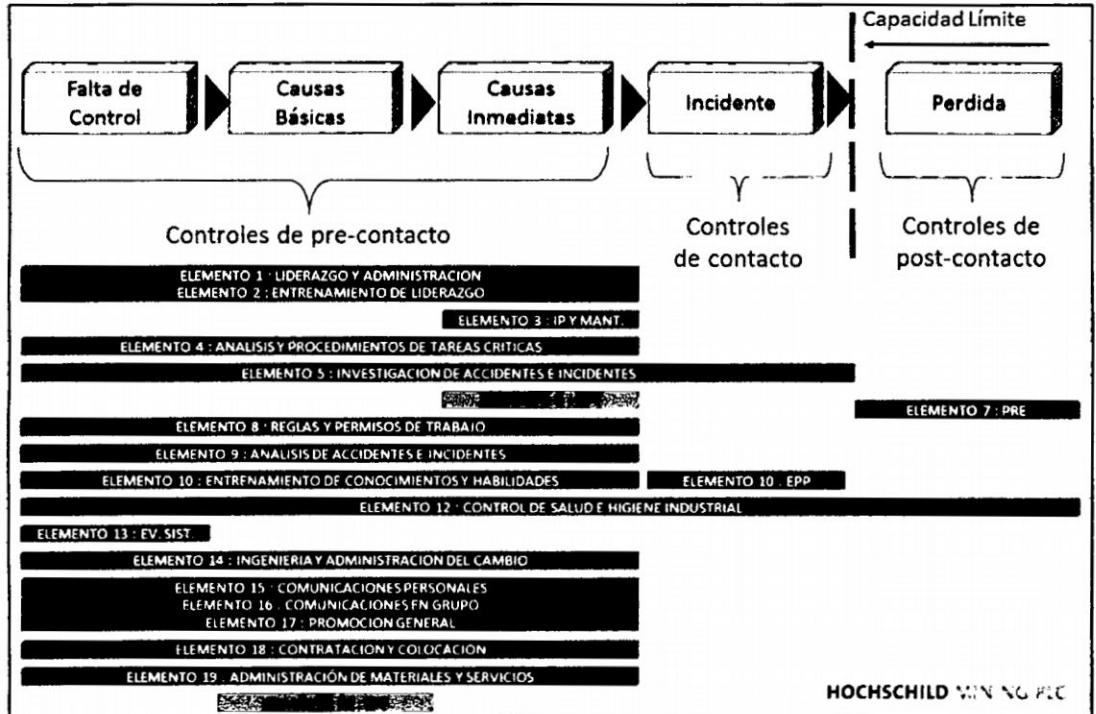 Capacidad Límite
Falta de
Control
Causas
Básicas
Causas
Inmediatas
Incidente
Perdida
Controles de pre-contacto
Controles
de contacto
Controles de
post-contacto
ELEMENTO 1 : LIDERAZGO Y ADMINISTRACION
ELEMENTO 2 : ENTRENAMIENTO DE LIDERAZGO
ELEMENTO 3 : IP Y MANT.
ELEMENTO 4 : ANALISIS Y PROCEDIMIENTOS DE TAREAS CRITICAS
ELEMENTO 5 : INVESTIGACION DE ACCIDENTES E INCIDENTES
ELEMENTO 7 : PRE
ELEMENTO 8 : REGLAS Y PERMISOS DE TRABAJO
ELEMENTO 9 : ANALISIS DE ACCIDENTES E INCIDENTES
ELEMENTO 10 : ENTRENAMIENTO DE CONOCIMIENTOS Y HABILIDADES
ELEMENTO 10 . EPP
ELEMENTO 12 : CONTROL DE SALUD E HIGIENE INDUSTRIAL
ELEMENTO 13 : EV. SIST.
ELEMENTO 14 : INGENIERIA Y ADMINISTRACION DEL CAMBIO
ELEMENTO 15 : COMUNICACIONES PERSONALES
ELEMENTO 16 . COMUNICACIONES EN GRUPO
ELEMENTO 17 : PROMOCION GENERAL
ELEMENTO 18 : CONTRATACION Y COLOCACION
ELEMENTO 19 . ADMINISTRACIÓN DE MATERIALES Y SERVICIOS
HOCHSCHILD MINING PLC